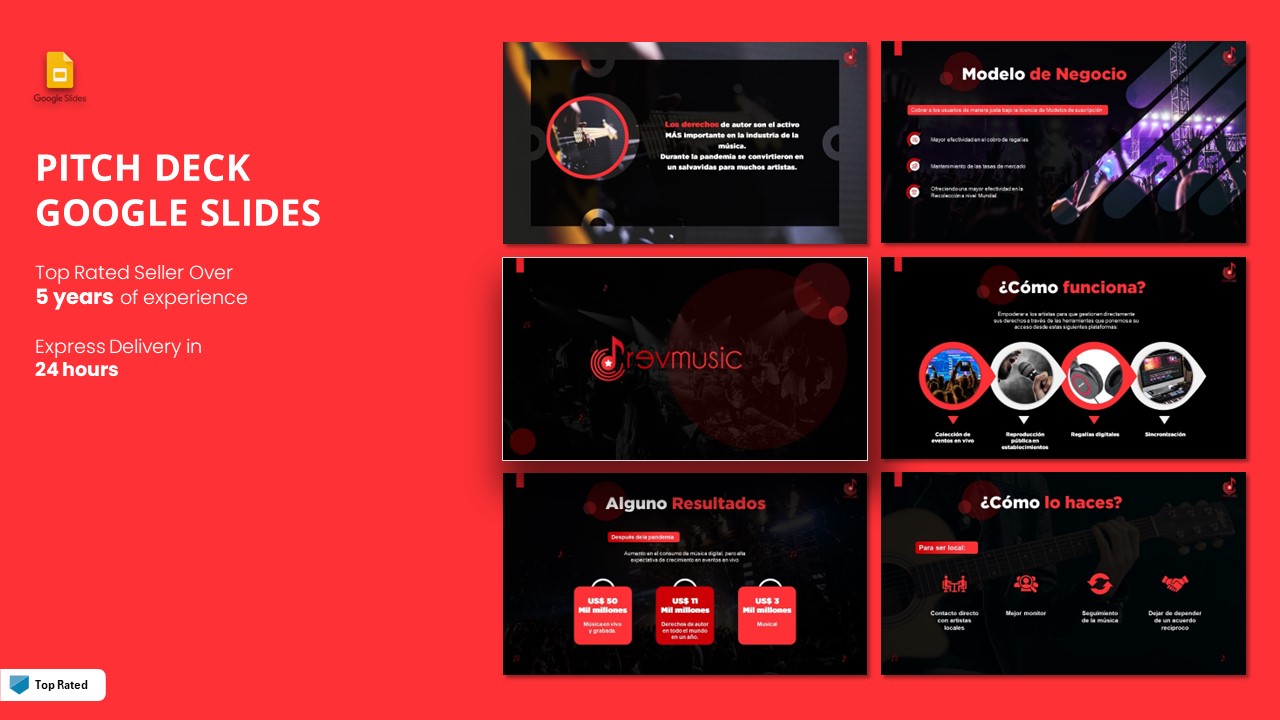 Google Slides
PITCH DECK
GOOGLE SLIDES
Top Rated Seller Over
5 years of experience
Express Delivery in
24 hours
Top Rated
Los derechos de autor son el activo
MÁS importante en la industria de la
música.
Durante la pandemia se convirtieron en
un salvavidas para muchos artistas.
Modelo de Negocio
Cobrar a los usuarios de manera justa bajo la licencia de Modelos de suscripción
Mayor efectividad en el cobro de regalías
Mantenimiento de las tasas de mercado
Ofreciendo una mayor efectividad en la
Recolección a nivel Mundial.
revmusic
¿Cómo funciona?
Empoderar a los artistas para que gestionen directamente
sus derechos a través de las herramientas que ponemos a su
acceso desde estas siguientes plataformas:
Colección de
eventos en vivo
Reproducción
pública en
establecimientos
Regalías digitales
Sincronización
Alguno Resultados
Después de la pandemia
Aumento en el consumo de música digital, pero alta
expectativa de crecimiento en eventos en vivo.
US$ 50
Mil millones
Música en vivo
y grabada.
US$ 11
Mil millones
Derechos de autor
en todo el mundo
en un año.
US$ 3
Mil millones
Musical
¿Cómo lo haces?
Para ser local:
Contacto directo
con artistas
locales
Mejor monitor
Seguimiento
de la música
Dejar de depender
de un acuerdo
recíproco